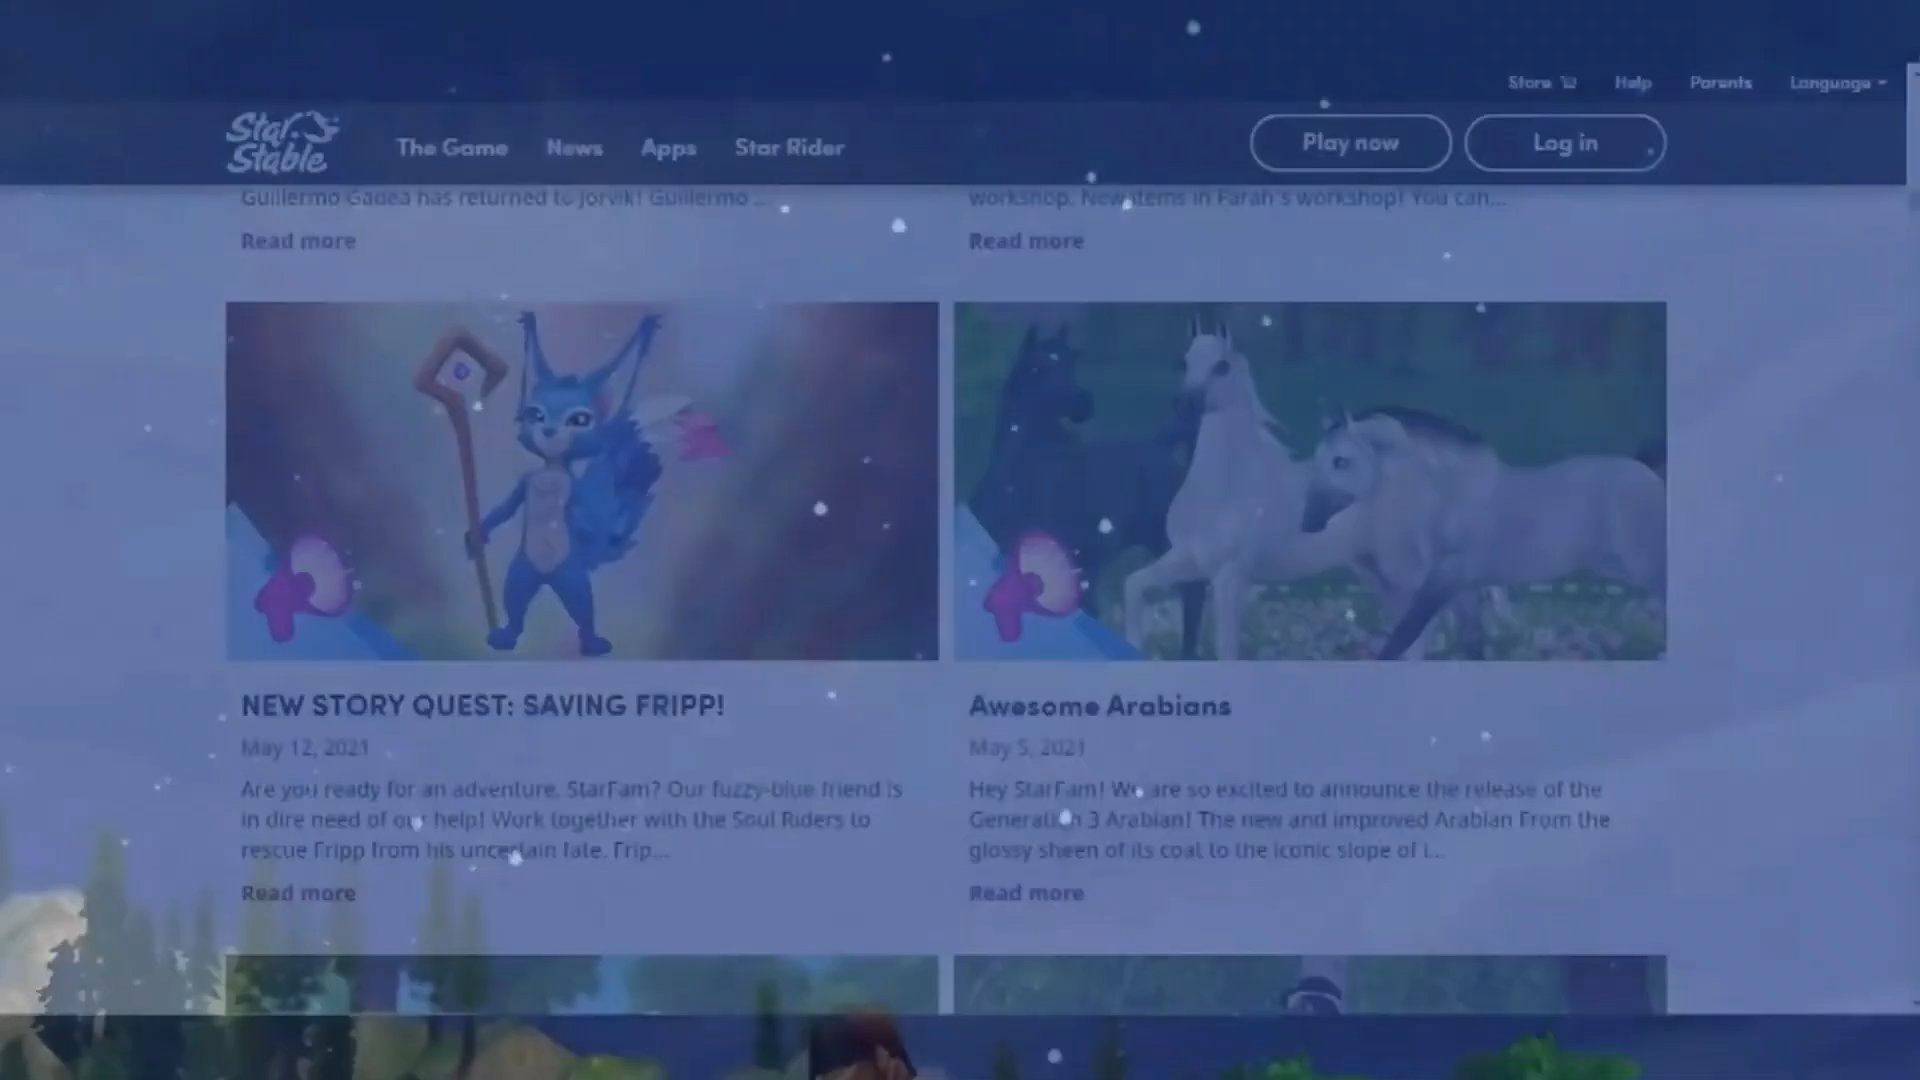 Store Help Parents Language
Star Stable
The Game News Apps Star Rider
Play now Log in
Guillermo Gadea has returned to Jorvik! Guillermo ...
Read more
workshop. New items in Farah's workshop! You can...
Read more
NEW STORY QUEST: SAVING FRIPP!
May 12, 2021
Are you ready for an adventure, StarFam? Our fuzzy-blue friend is
in dire need of our help! Work together with the Soul Riders to
rescue Fripp from his uncertain fate. Frip...
Read more
Awesome Arabians
May 5, 2021
Hey StarFam! We are so excited to announce the release of the
Generation 3 Arabian! The new and improved Arabian From the
glossy sheen of its coat to the iconic slope of i...
Read more